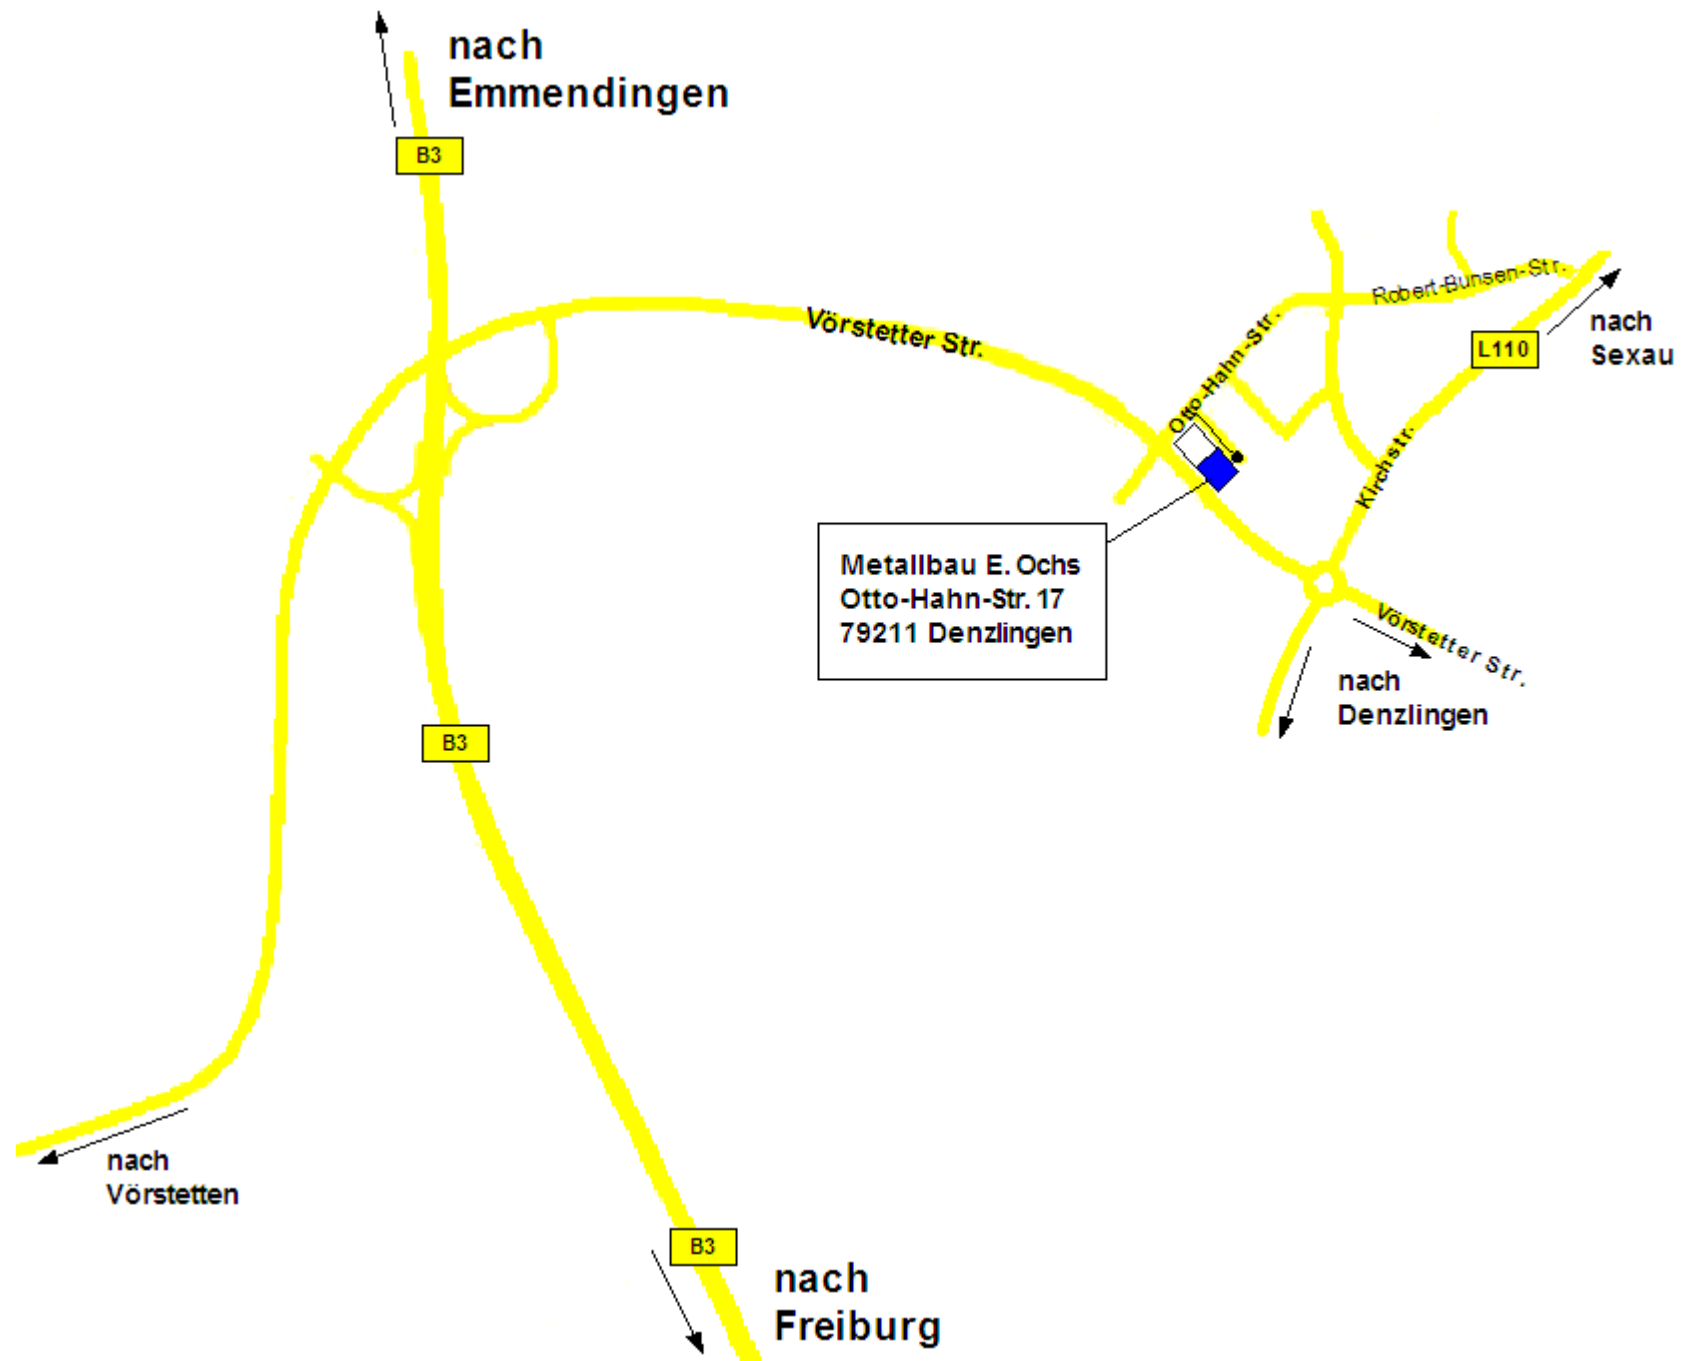 nach
Emmendingen
B3
Robert-Bunsen-Str.
nach
Sexau
L110
Vörstetter Str.
Otto-Hahn-Str.
Kirchstr.
Metallbau E. Ochs
Otto-Hahn-Str. 17
79211 Denzlingen
Vörstetter Str.
nach
Denzlingen
B3
nach
Vörstetten
B3
nach
Freiburg